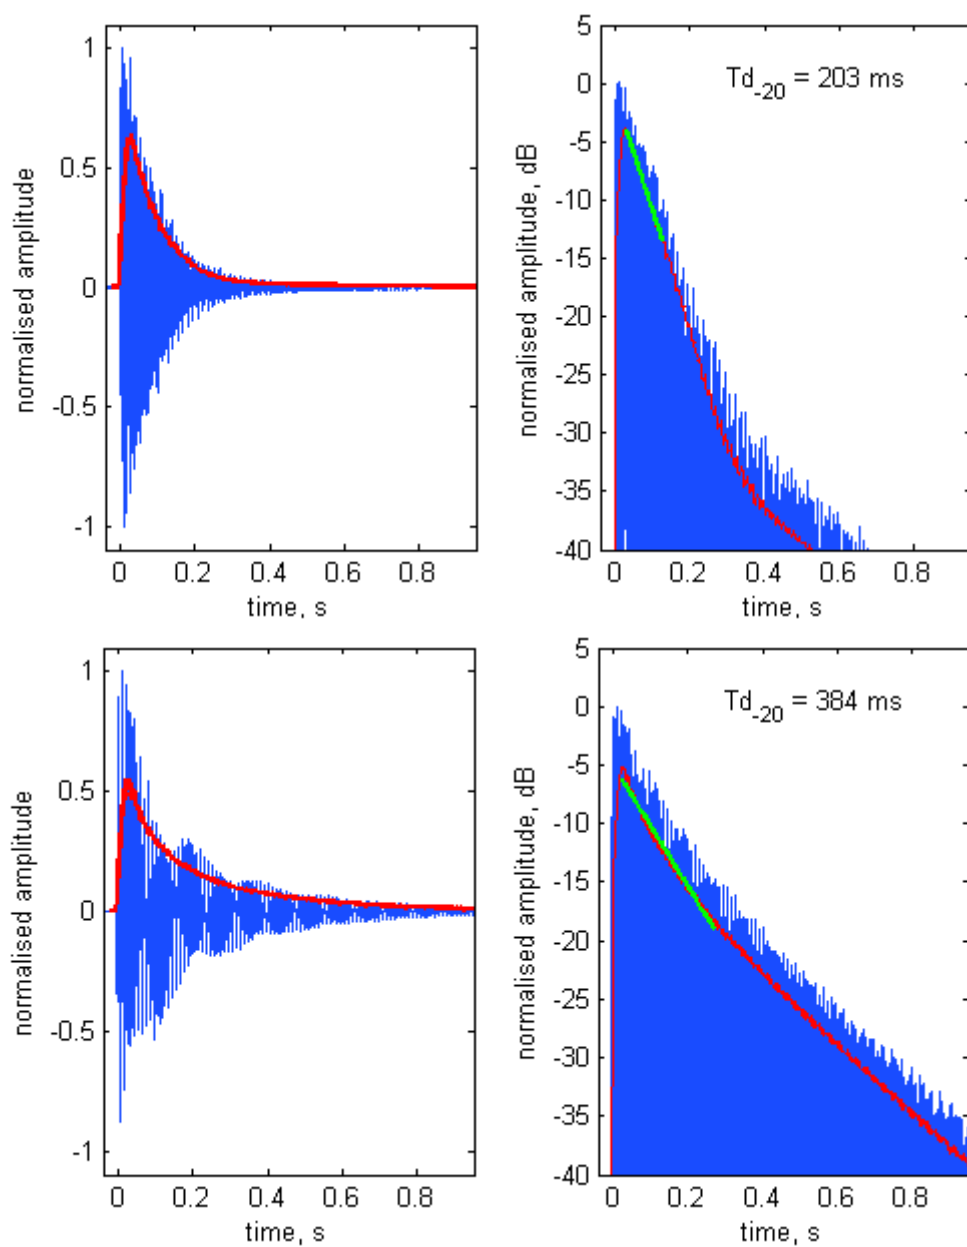 1
0.5
0
-0.5
-1
normalised amplitude
0 0.2 0.4 0.6 0.8
time, s
5
0
-5
-10
-15
-20
-25
-30
-35
-40
normalised amplitude, dB
Td-20 = 203 ms
0 0.2 0.4 0.6 0.8
time, s
1
0.5
0
-0.5
-1
normalised amplitude
0 0.2 0.4 0.6 0.8
time, s
5
0
-5
-10
-15
-20
-25
-30
-35
-40
normalised amplitude, dB
Td-20 = 384 ms
0 0.2 0.4 0.6 0.8
time, s